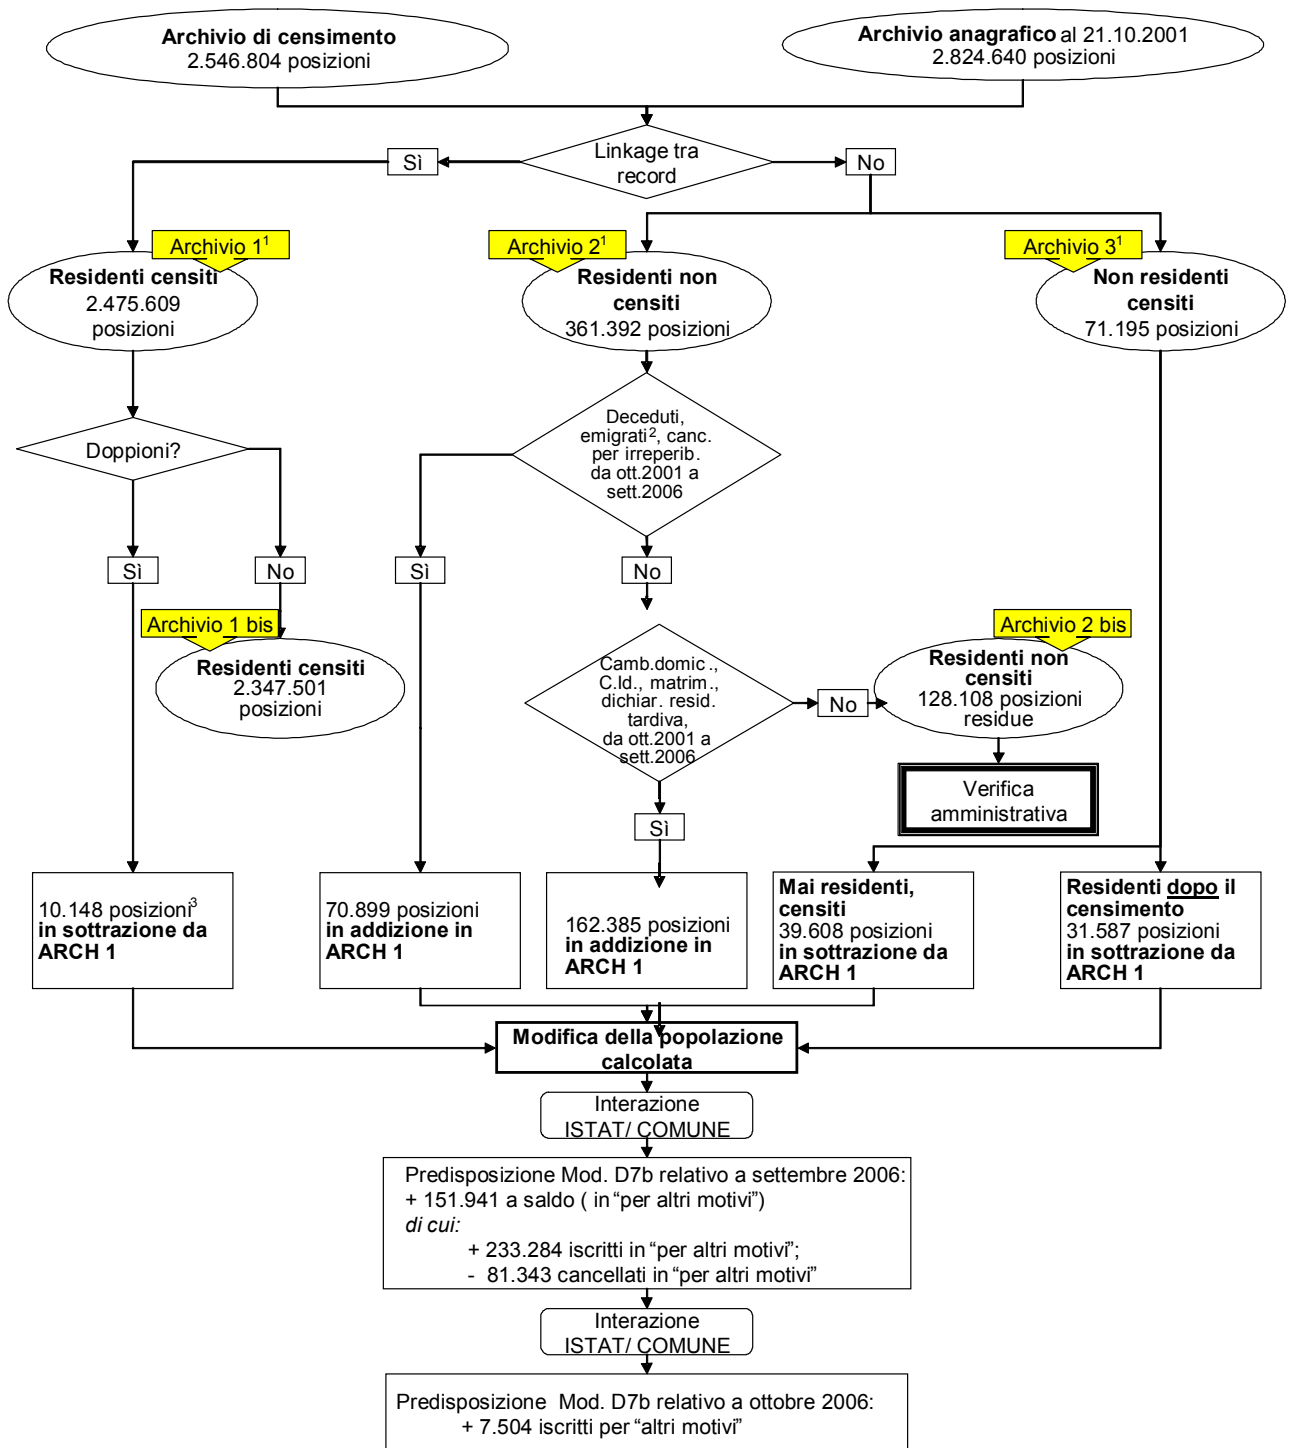 Archivio di censimento
2.546.804 posizioni
Archivio anagrafico al 21.10.2001
2.824.640 posizioni
Linkage tra
record
Sì
No
Archivio 1¹
Residenti censiti
2.475.609
posizioni
Archivio 2¹
Residenti non
censiti
361.392 posizioni
Archivio 3¹
Non residenti
censiti
71.195 posizioni
Doppioni?
Deceduti,
emigrati², canc.
per irreperib.
da ott.2001 a
sett.2006
Sì
No
Sì
No
Archivio 1 bis
Residenti censiti
2.347.501
posizioni
Camb.domic.,
C.Id., matrim.,
dichiar. resid.
tardiva,
da ott.2001 a
sett.2006
No
Archivio 2 bis
Residenti non
censiti
128.108 posizioni
residue
Verifica
amministrativa
Sì
10.148 posizioni³
in sottrazione da
ARCH 1
70.899 posizioni
in addizione in
ARCH 1
162.385 posizioni
in addizione in
ARCH 1
Mai residenti,
censiti
39.608 posizioni
in sottrazione da
ARCH 1
Residenti dopo il
censimento
31.587 posizioni
in sottrazione da
ARCH 1
Modifica della popolazione
calcolata
Interazione
ISTAT/ COMUNE
Predisposizione Mod. D7b relativo a settembre 2006:
+ 151.941 a saldo ( in “per altri motivi”)
di cui:
+ 233.284 iscritti in “per altri motivi”;
- 81.343 cancellati in “per altri motivi”
Interazione
ISTAT/ COMUNE
Predisposizione Mod. D7b relativo a ottobre 2006:
+ 7.504 iscritti per “altri motivi”